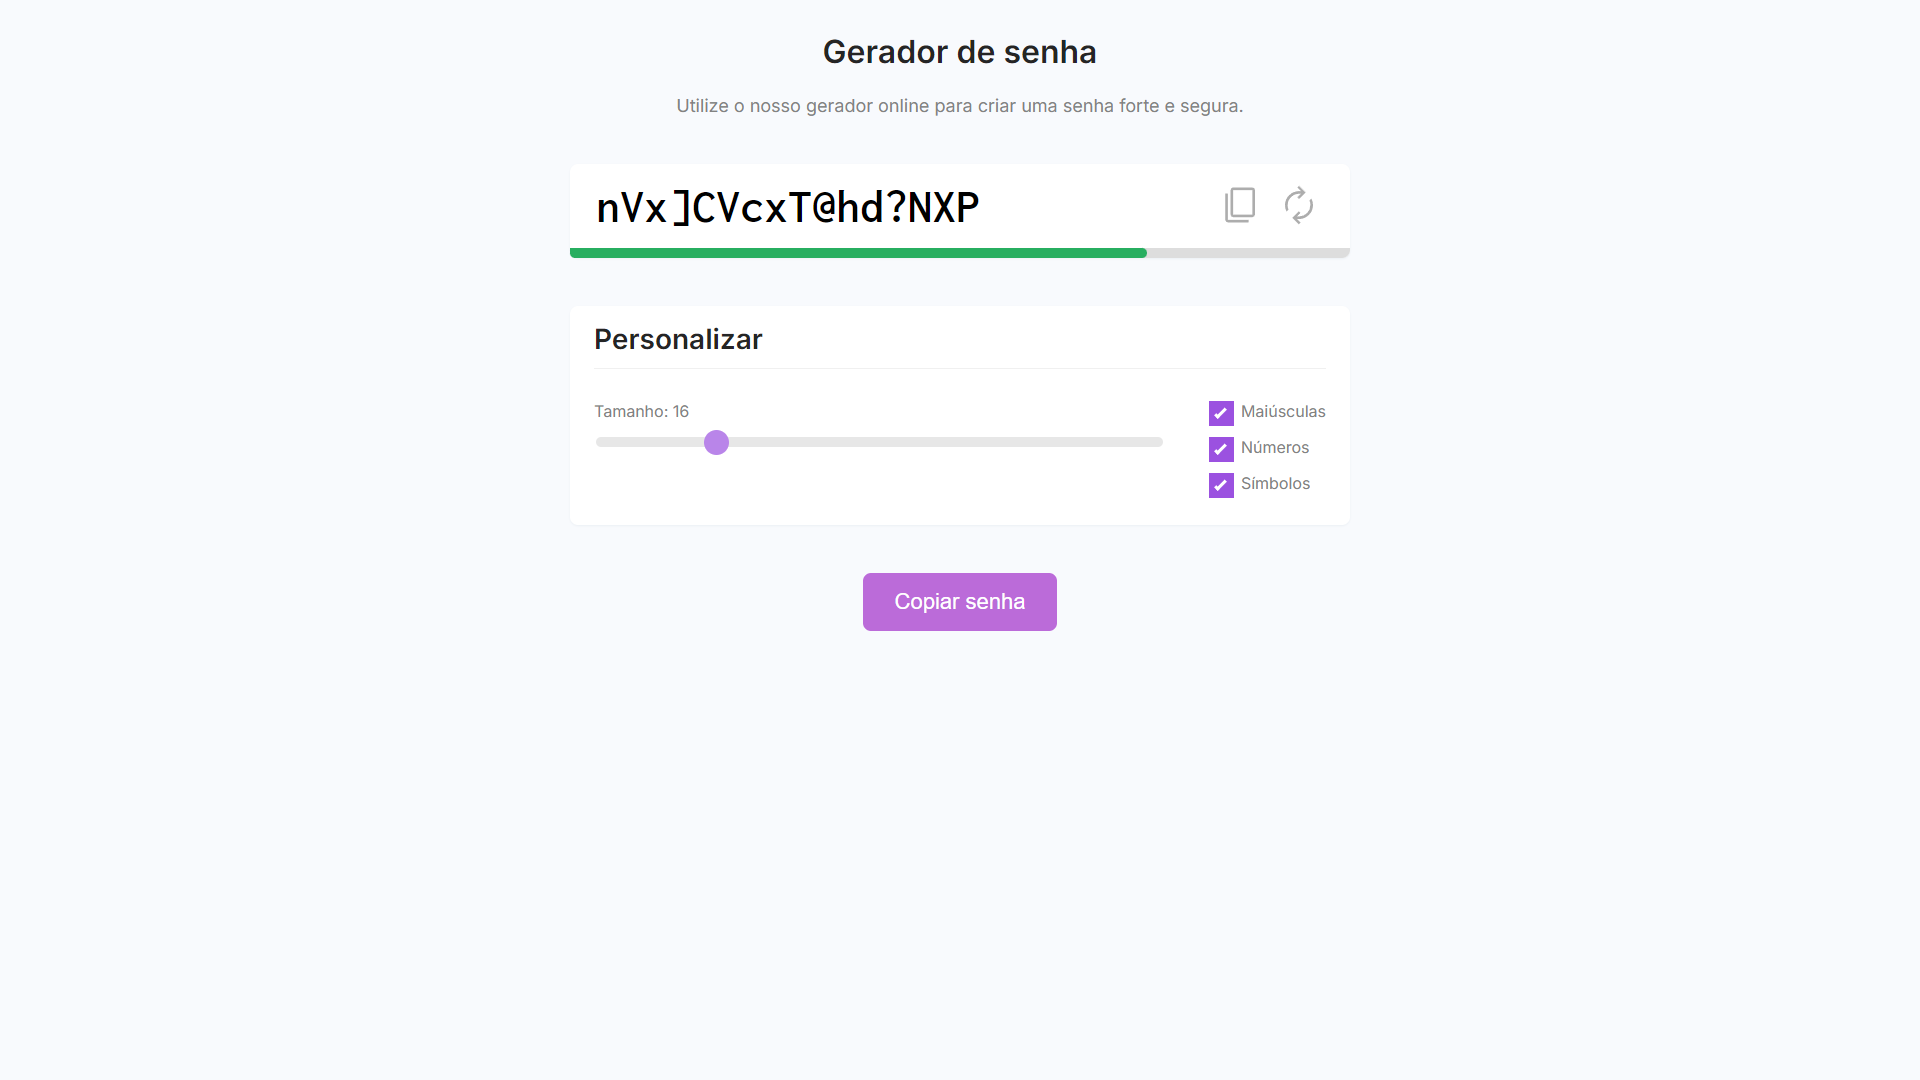 Gerador de senha
Utilize o nosso gerador online para criar uma senha forte e segura.
nVx]CVcxT@hd?NXP
Personalizar
Tamanho: 16
Maiúsculas
Números
Símbolos
Copiar senha